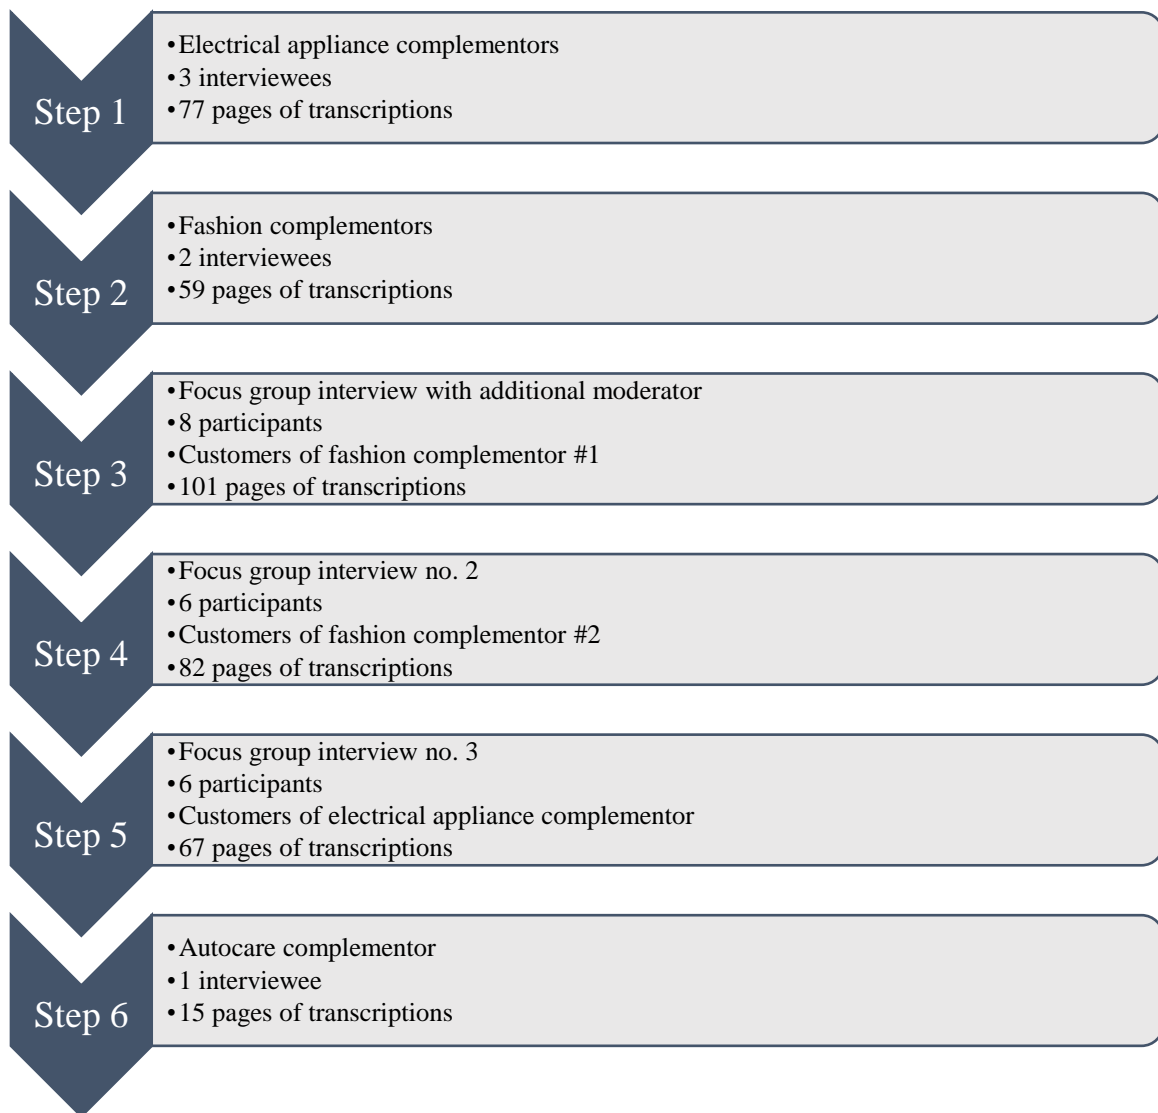 Step 1
•Electrical appliance complementors
•3 interviewees
•77 pages of transcriptions
Step 2
•Fashion complementors
•2 interviewees
•59 pages of transcriptions
Step 3
•Focus group interview with additional moderator
•8 participants
•Customers of fashion complementor #1
•101 pages of transcriptions
Step 4
•Focus group interview no. 2
•6 participants
•Customers of fashion complementor #2
•82 pages of transcriptions
Step 5
•Focus group interview no. 3
•6 participants
•Customers of electrical appliance complementor
•67 pages of transcriptions
Step 6
•Autocare complementor
•1 interviewee
•15 pages of transcriptions